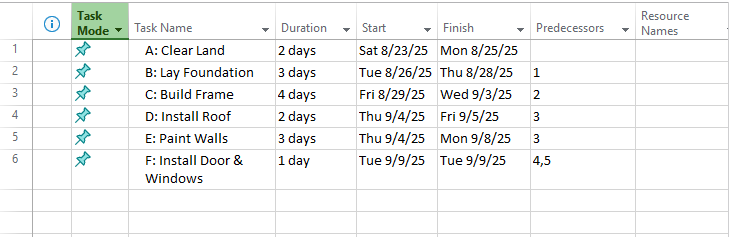 Task Mode Task Name Duration Start Finish Predecessors Resource Names
1 A: Clear Land 2 days Sat 8/23/25 Mon 8/25/25
2 B: Lay Foundation 3 days Tue 8/26/25 Thu 8/28/25 1
3 C: Build Frame 4 days Fri 8/29/25 Wed 9/3/25 2
4 D: Install Roof 2 days Thu 9/4/25 Fri 9/5/25 3
5 E: Paint Walls 3 days Thu 9/4/25 Mon 9/8/25 3
6 F: Install Door & 1 day Tue 9/9/25 Tue 9/9/25 4,5
Windows